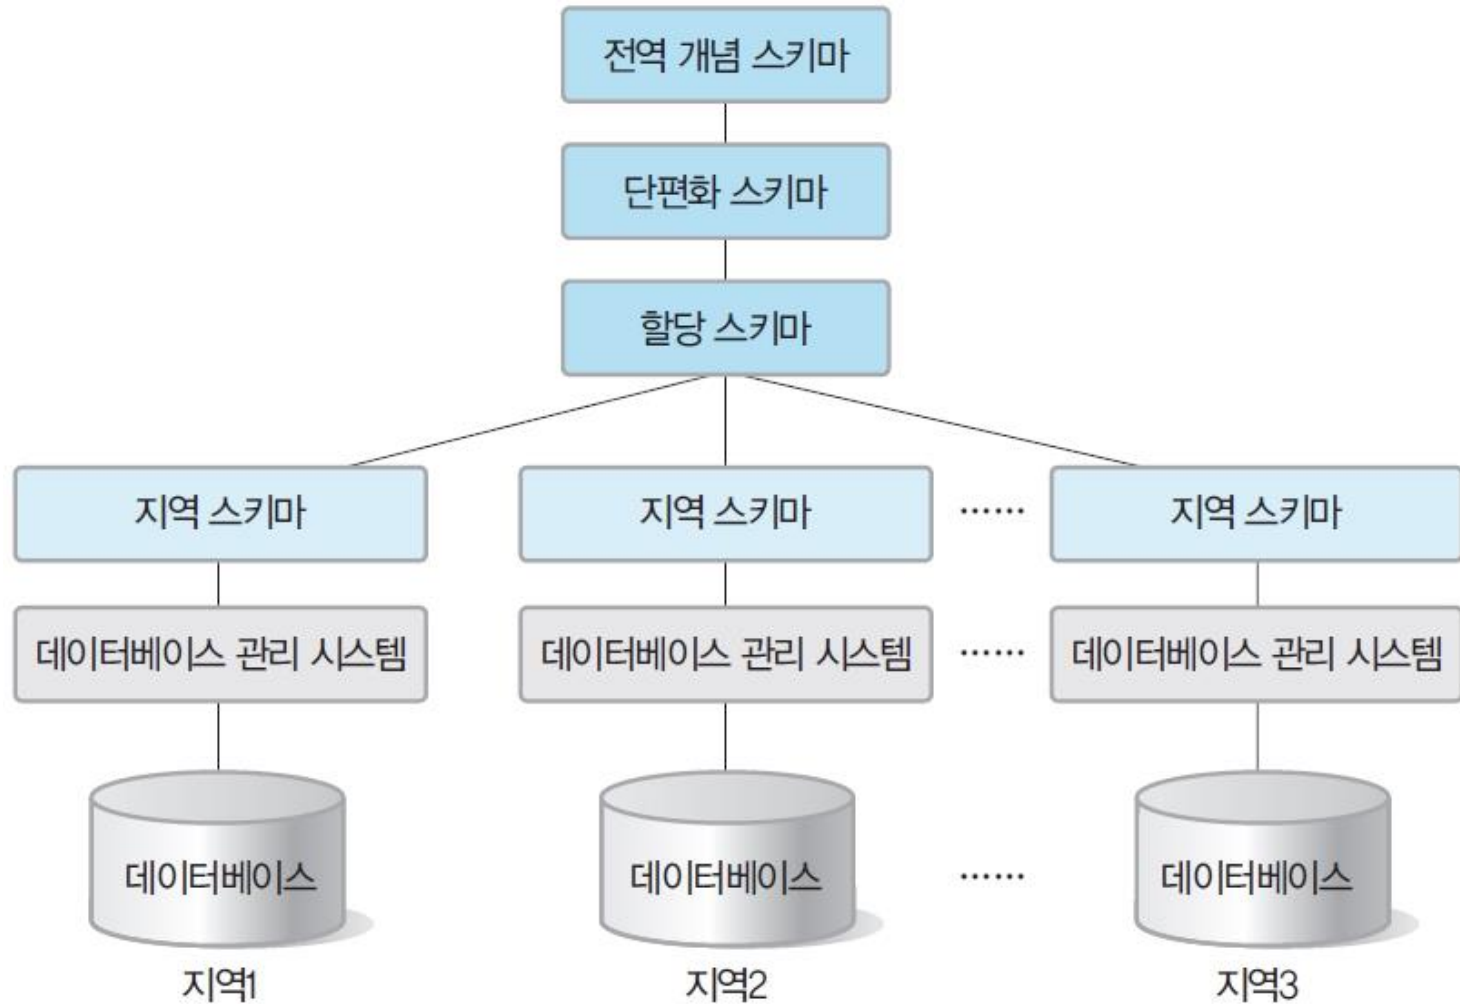 전역 개념 스키마
단편화 스키마
할당 스키마
지역 스키마 지역 스키마 …… 지역 스키마
데이터베이스 관리 시스템 데이터베이스 관리 시스템 …… 데이터베이스 관리 시스템
데이터베이스 데이터베이스 …… 데이터베이스
지역1 지역2 지역3